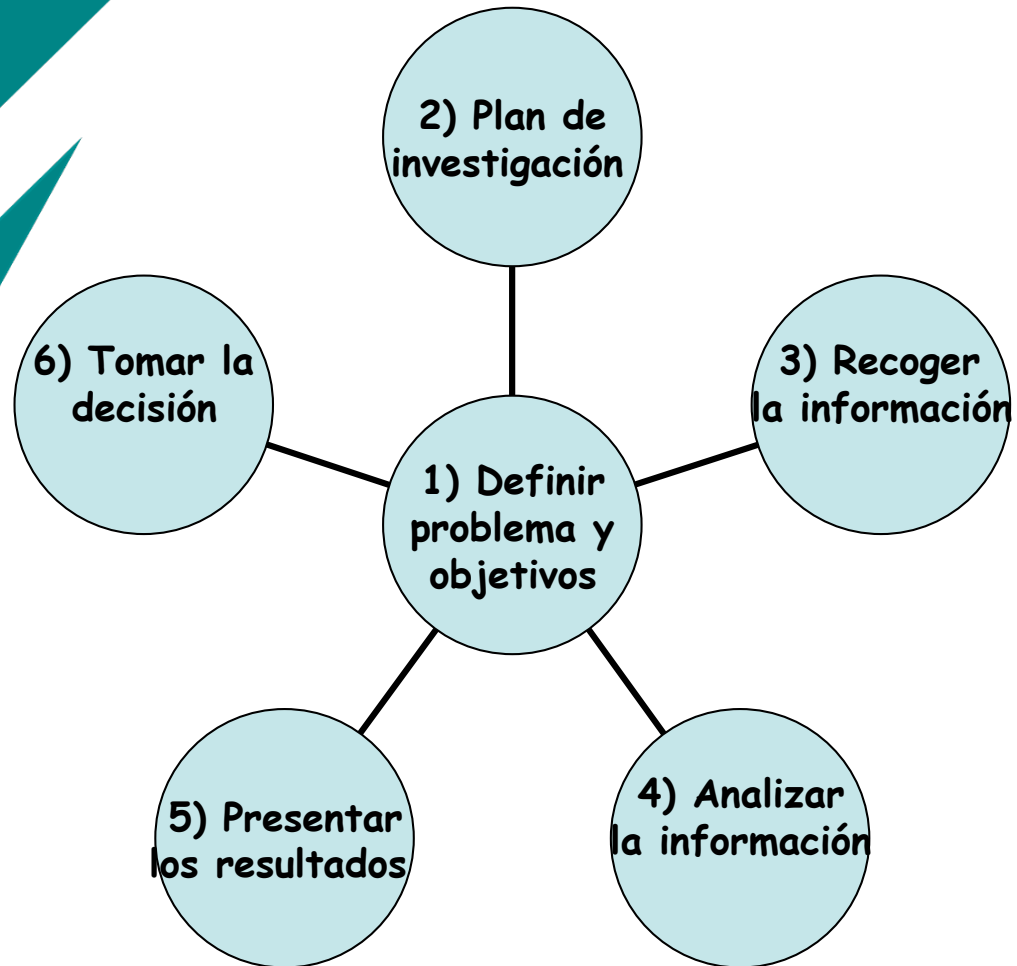 1) Definir
problema y
objetivos
2) Plan de
investigación
3) Recoger
la información
4) Analizar
la información
5) Presentar
los resultados
6) Tomar la
decisión